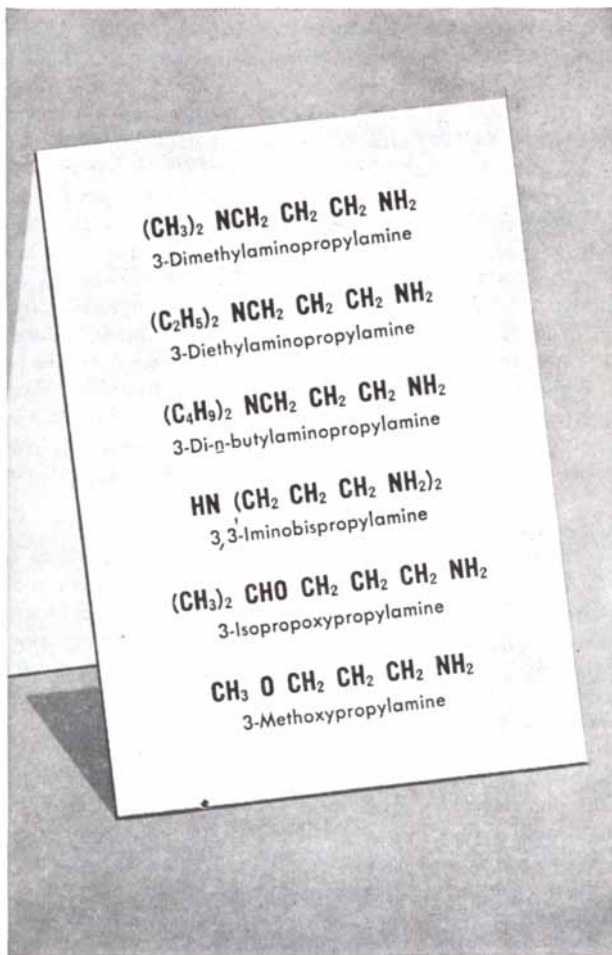 (CH₃)₂ NCH₂ CH₂ CH₂ NH₂
3-Dimethylaminopropylamine
(C₂H₅)₂ NCH₂ CH₂ CH₂ NH₂
3-Diethylaminopropylamine
(C₄H₉)₂ NCH₂ CH₂ CH₂ NH₂
3-Di-n-butylaminopropylamine
HN (CH₂ CH₂ CH₂ NH₂)₂
3,3'-Iminobispropylamine
(CH₃)₂ CHO CH₂ CH₂ CH₂ NH₂
3-Isopropoxypropylamine
CH₃ O CH₂ CH₂ CH₂ NH₂
3-Methoxypropylamine